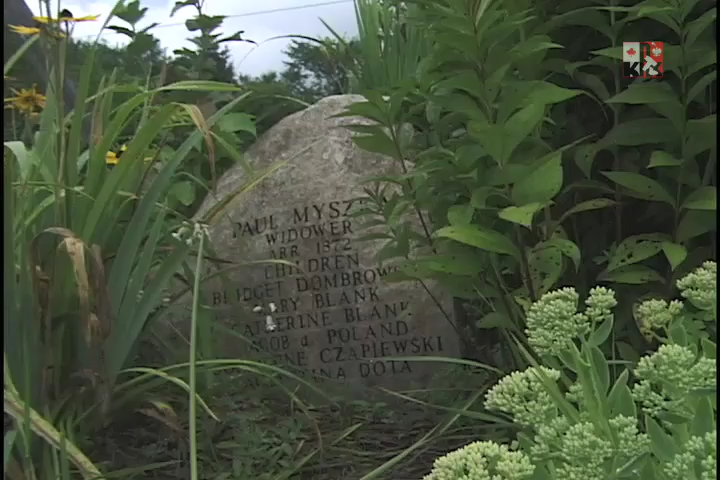 PAUL MYSZ
WIDOWER
ARR 1872
CHILDREN
BRIDGET DOMBROW
MARY BLANK
CATHERINE BLANK
JACOB d POLAND
CZAPIEWSKI
DOTA